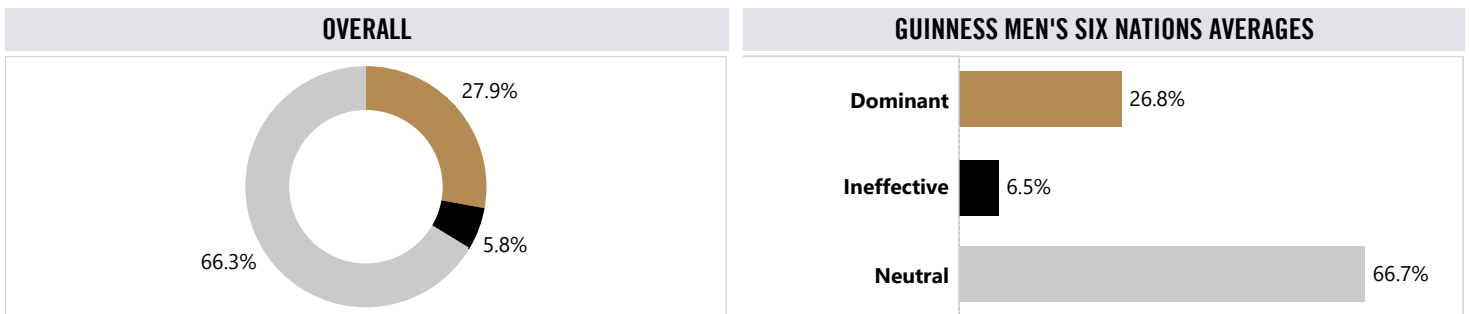 OVERALL
27.9%
5.8%
66.3%
GUINNESS MEN'S SIX NATIONS AVERAGES
Dominant 26.8%
Ineffective 6.5%
Neutral 66.7%